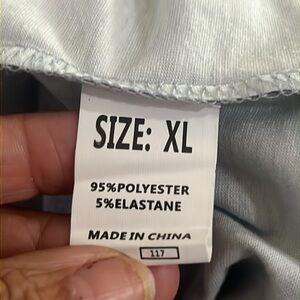 SIZE: XL
95%POLYESTER
5%ELASTANE
MADE IN CHINA
117